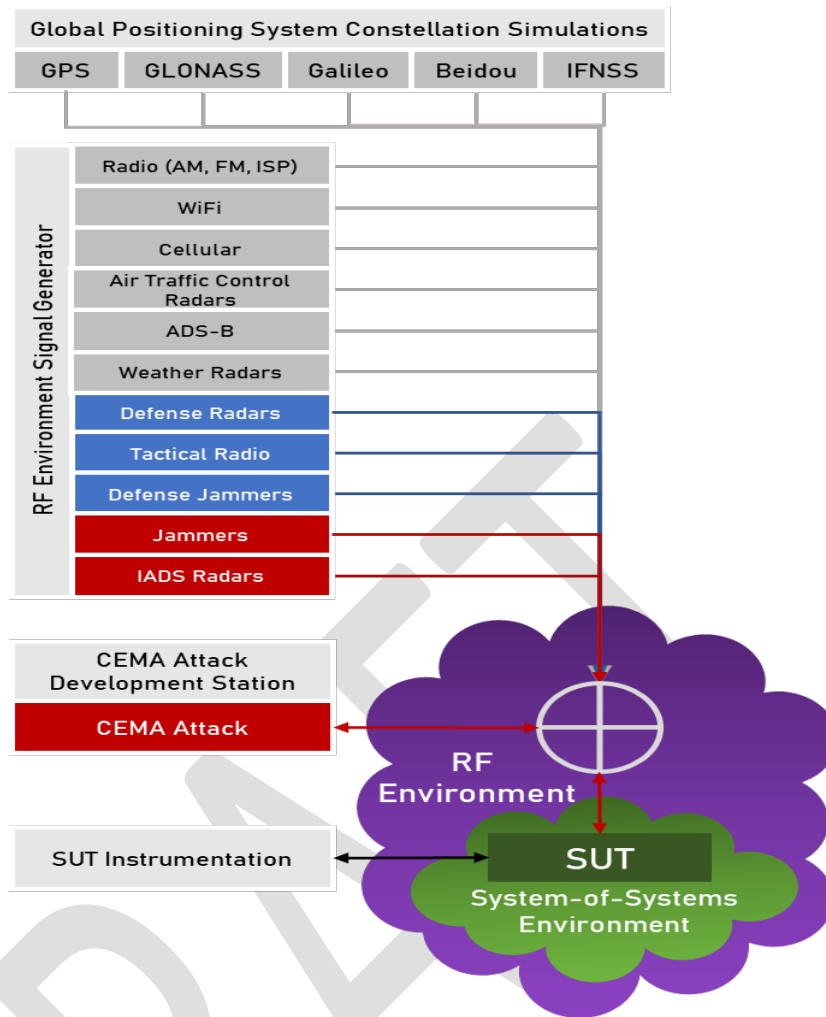 Global Positioning System Constellation Simulations
GPS
GLONASS
Galileo
Beidou
IFNSS
RF Environment Signal Generator
Radio (AM, FM, ISP)
WiFi
Cellular
Air Traffic Control
Radars
ADS-B
Weather Radars
Defense Radars
Tactical Radio
Defense Jammers
Jammers
IADS Radars
CEMA Attack
Development Station
CEMA Attack
RF
Environment
SUT Instrumentation
SUT
System-of-Systems
Environment
DRAFT